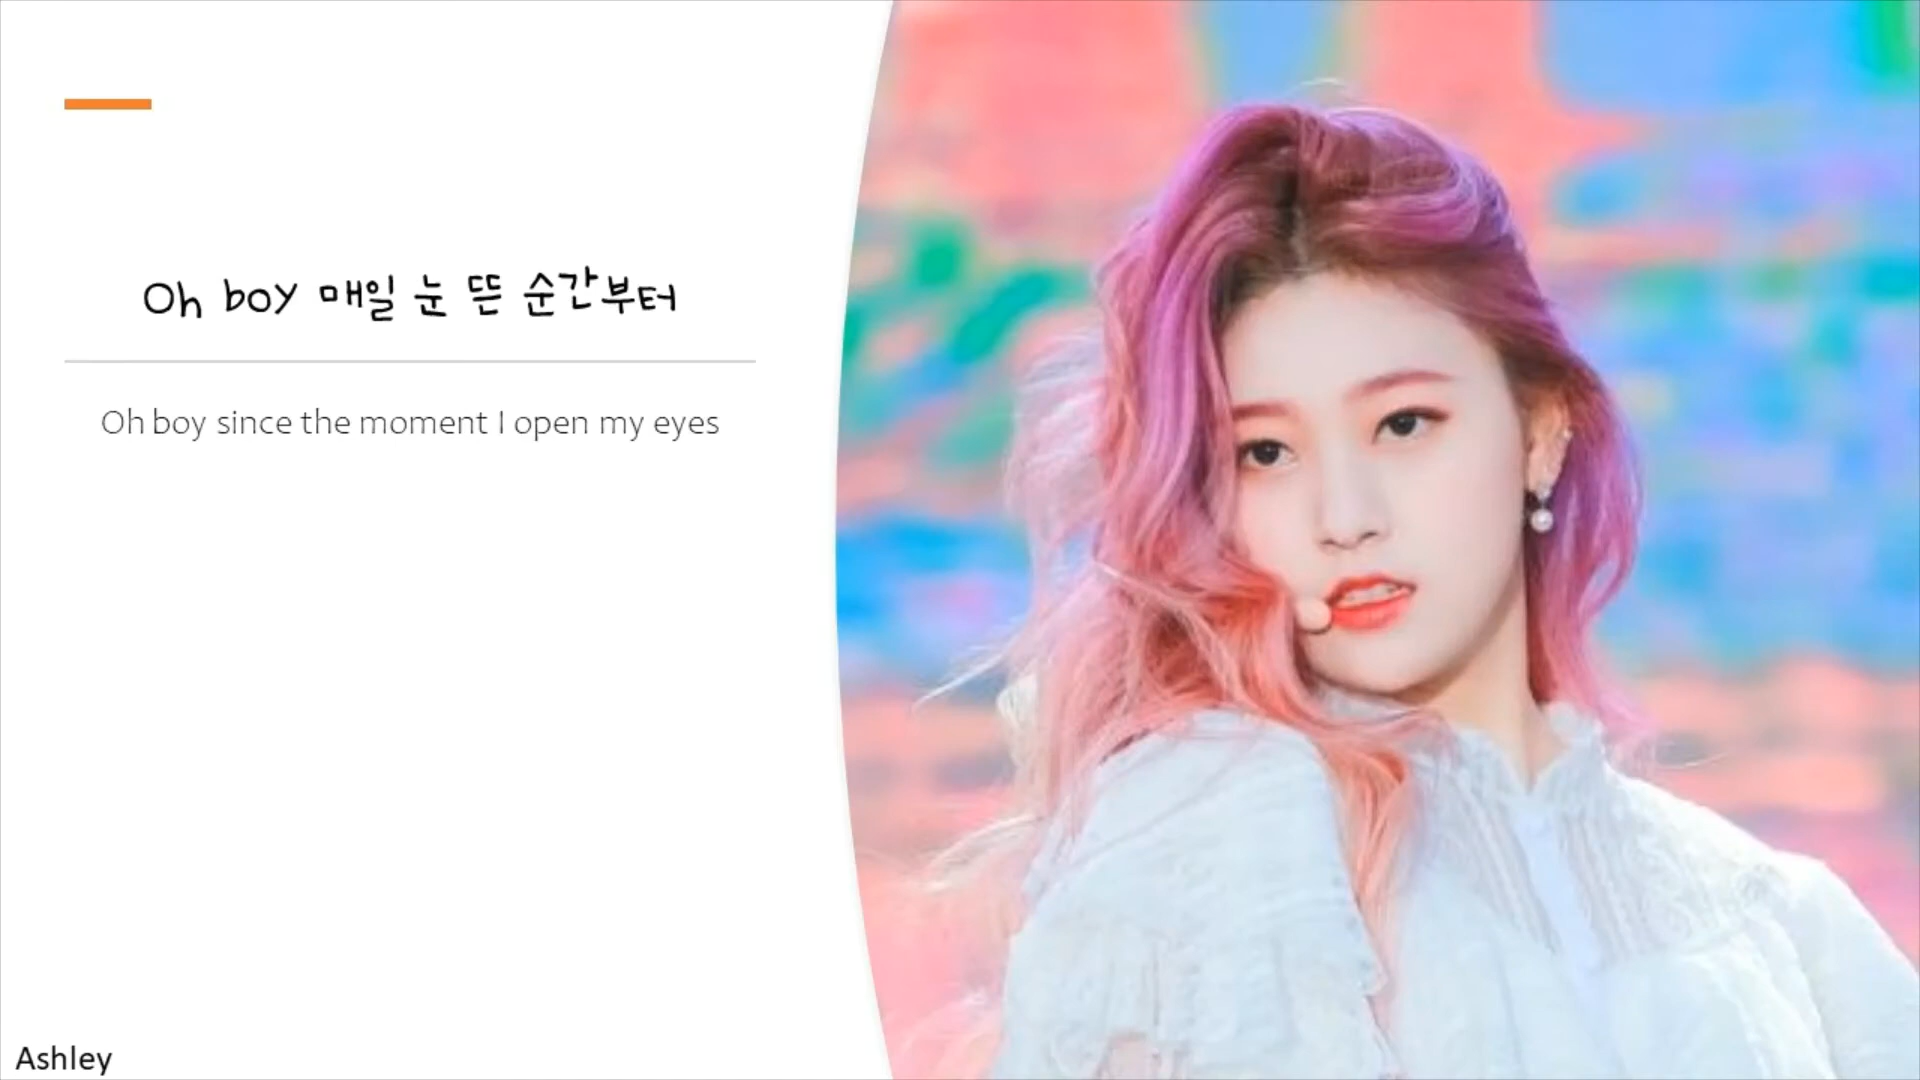 Oh boy 매일 눈 뜬 순간부터
Oh boy since the moment I open my eyes
Ashley